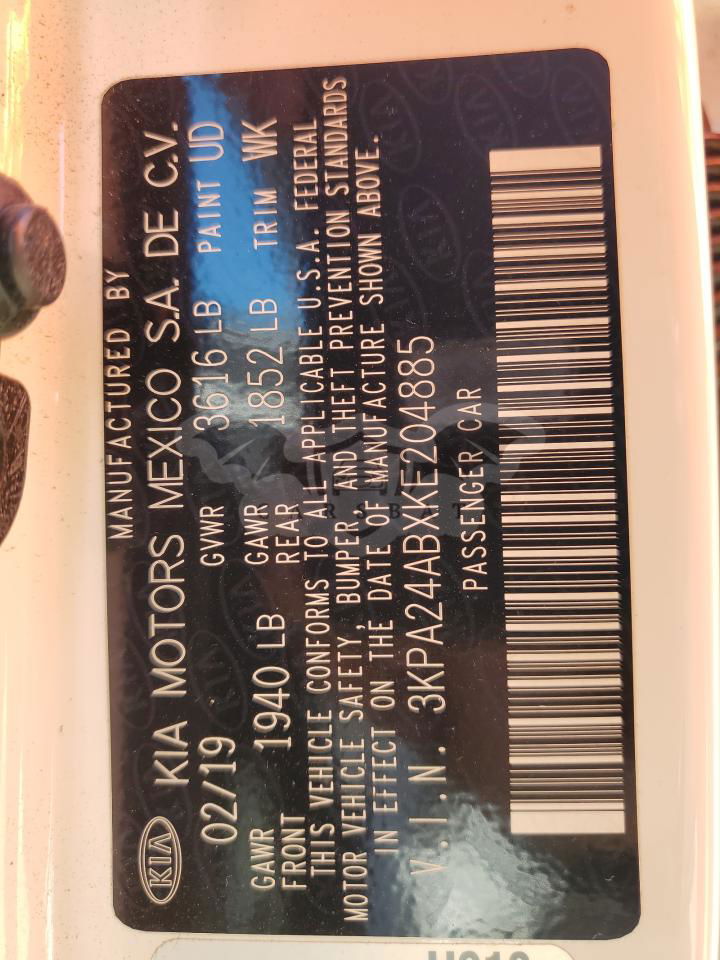 MANUFACTURED BY
KIA KIA MOTORS MEXICO S.A. DE C.V.
02/19 GVWR 3616 LB PAINT UD
GAWR FRONT 1940 LB GAWR REAR 1852 LB TRIM WK
THIS VEHICLE CONFORMS TO ALL APPLICABLE U.S.A. FEDERAL
MOTOR VEHICLE SAFETY, BUMPER AND THEFT PREVENTION STANDARDS
IN EFFECT ON THE DATE OF MANUFACTURE SHOWN ABOVE.
V.I.N. 3KPA24ABXKE204885
PASSENGER CAR